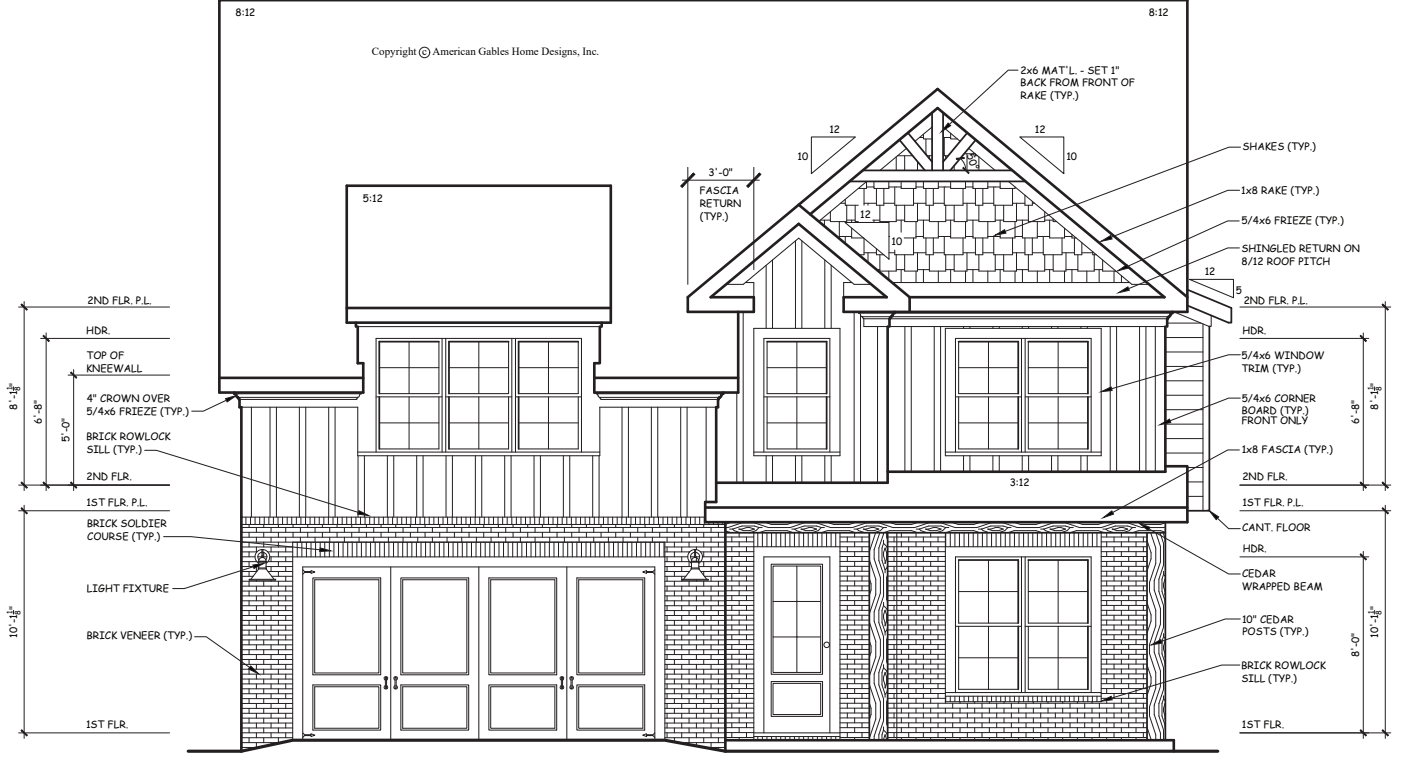 8:12
8:12
Copyright © American Gables Home Designs, Inc.
2x6 MAT'L. - SET 1"
BACK FROM FRONT OF
RAKE (TYP.)
12
10
12
10
50°
3'-0"
FASCIA
RETURN
(TYP.)
5:12
12
10
SHAKES (TYP.)
1x8 RAKE (TYP.)
5/4x6 FRIEZE (TYP.)
SHINGLED RETURN ON
8/12 ROOF PITCH
12
5
2ND FLR. P.L.
HDR.
TOP OF
KNEEWALL
4" CROWN OVER
5/4x6 FRIEZE (TYP.)
BRICK ROWLOCK
SILL (TYP.)
2ND FLR.
8'-1 1/8"
6'-8"
5'-0"
1ST FLR. P.L.
BRICK SOLDIER
COURSE (TYP.)
LIGHT FIXTURE
BRICK VENEER (TYP.)
1ST FLR.
10'-1 1/8"
2ND FLR. P.L.
HDR.
5/4x6 WINDOW
TRIM (TYP.)
5/4x6 CORNER
BOARD (TYP.)
FRONT ONLY
1x8 FASCIA (TYP.)
2ND FLR.
6'-8"
8'-1 1/8"
3:12
1ST FLR. P.L.
CANT. FLOOR
HDR.
CEDAR
WRAPPED BEAM
10" CEDAR
POSTS (TYP.)
BRICK ROWLOCK
SILL (TYP.)
1ST FLR.
8'-0"
10'-1 1/8"